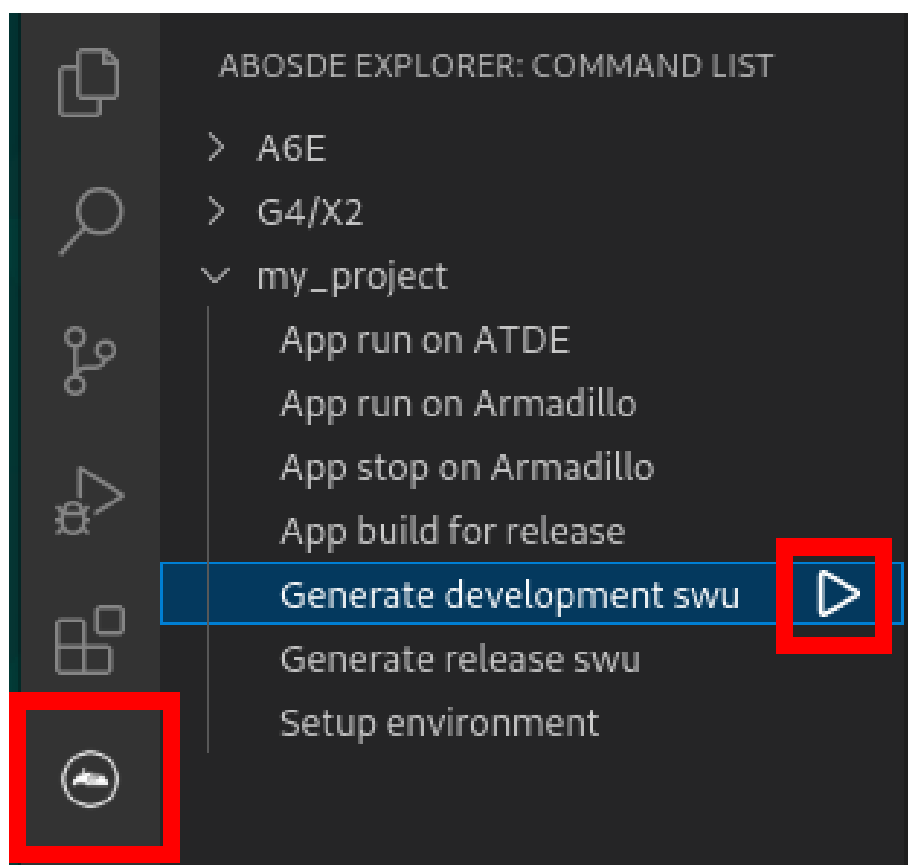 ABOSDE EXPLORER: COMMAND LIST
A6E
G4/X2
my_project
App run on ATDE
App run on Armadillo
App stop on Armadillo
App build for release
Generate development swu
Generate release swu
Setup environment